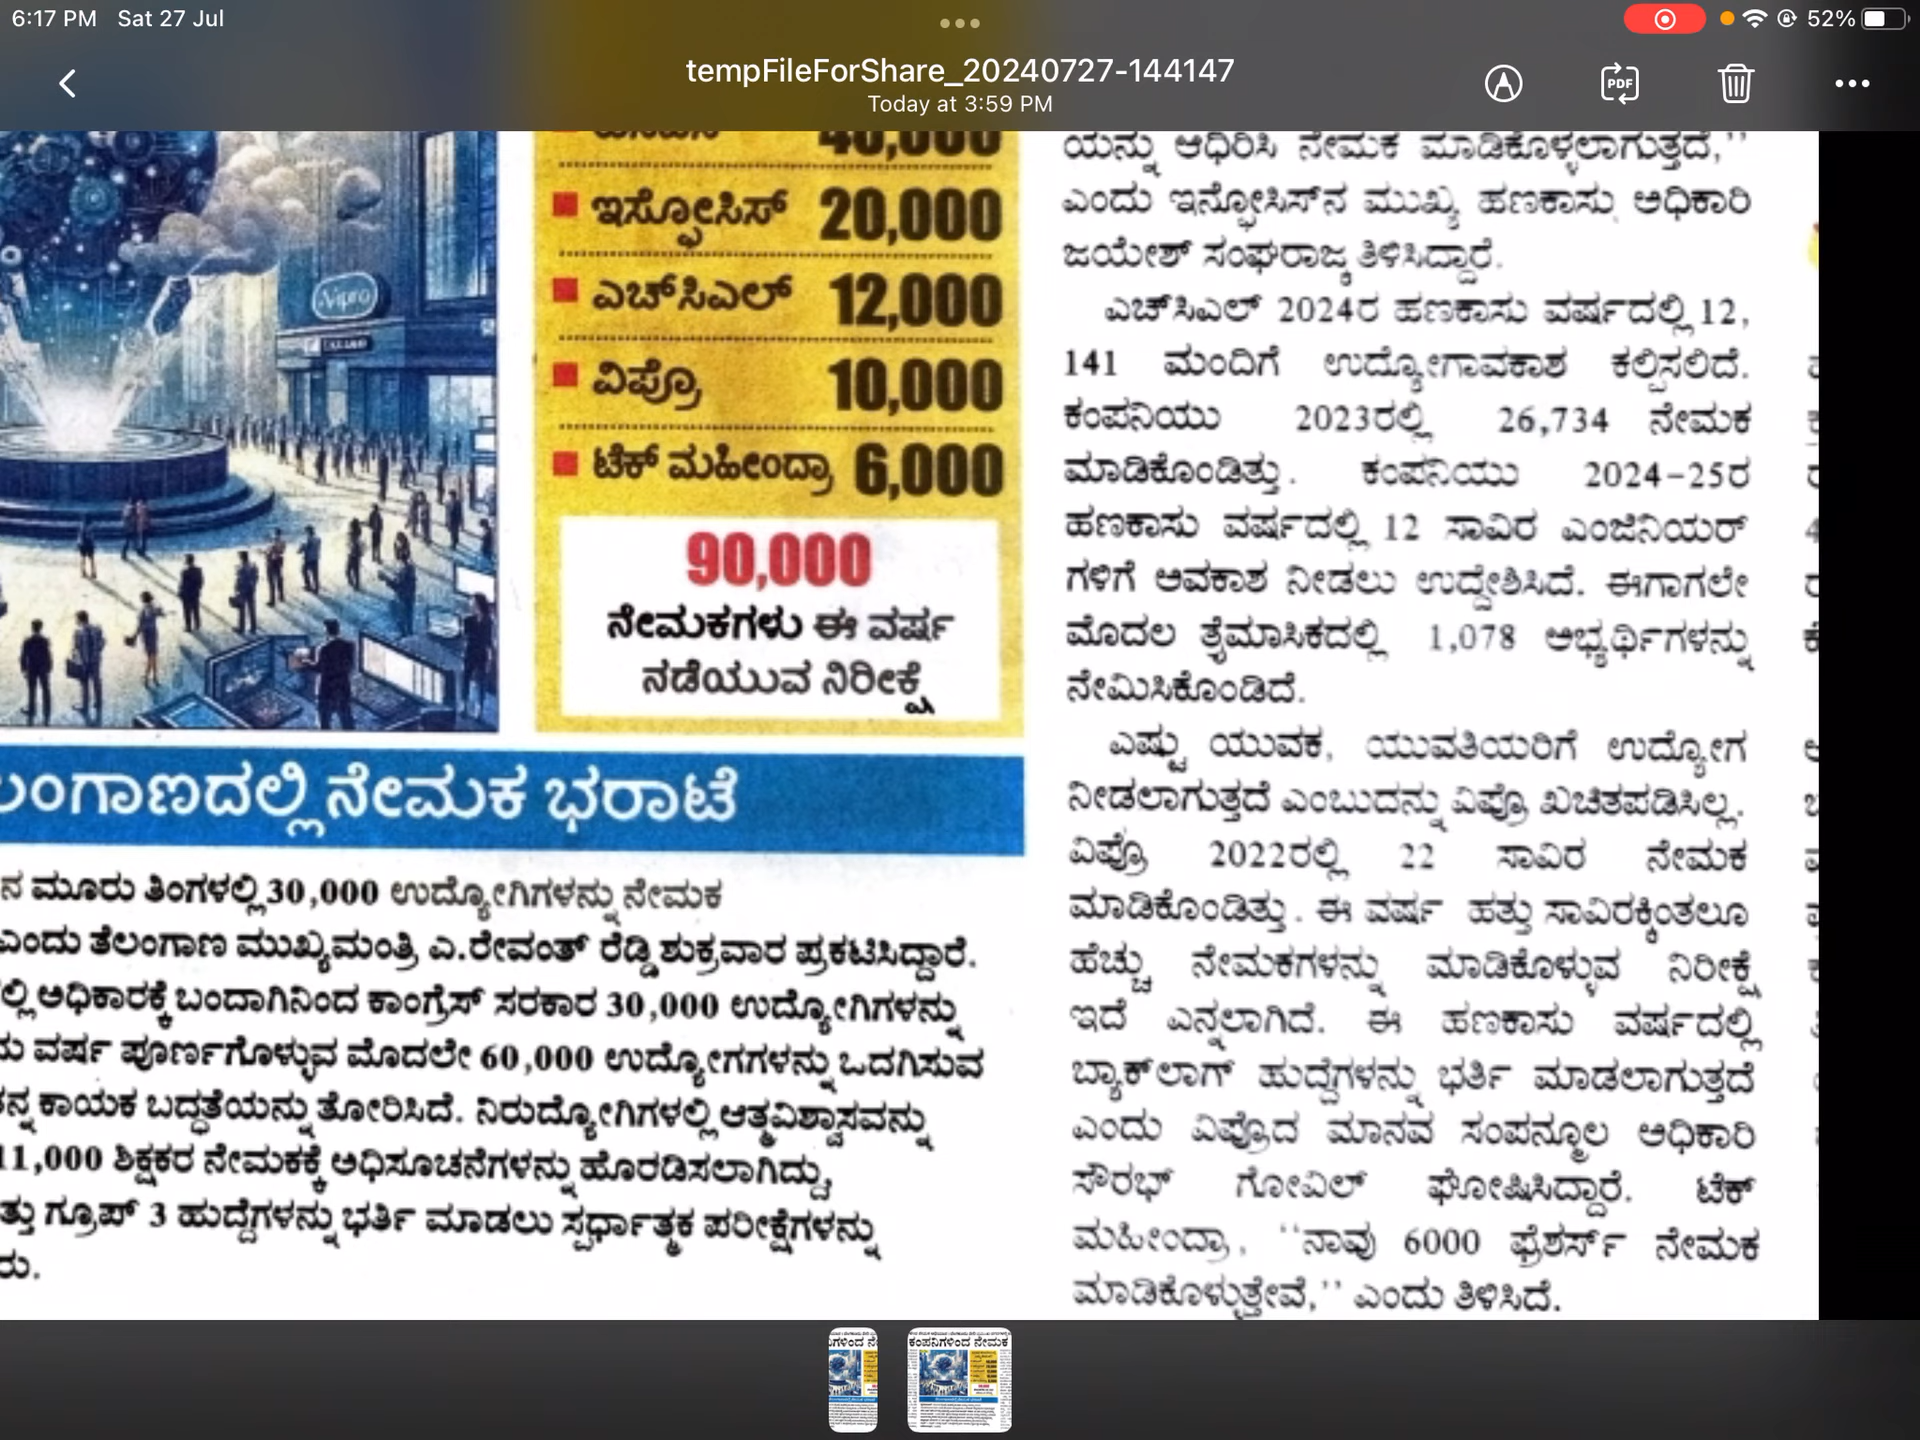 6:17 PM Sat 27 Jul
52%
tempFileForShare_20240727-144147
Today at 3:59 PM
PDF
40,000
ಇನ್ಫೋಸಿಸ್ 20,000
ಎಚ್‌ಸಿಎಲ್ 12,000
ವಿಪ್ರೊ 10,000
ಟೆಕ್ ಮಹೀಂದ್ರಾ 6,000
90,000
ನೇಮಕಗಳು ಈ ವರ್ಷ
ನಡೆಯುವ ನಿರೀಕ್ಷೆ
Wipro
ಲಂಗಾಣದಲ್ಲಿ ನೇಮಕ ಭರಾಟೆ
ನ ಮೂರು ತಿಂಗಳಲ್ಲಿ 30,000 ಉದ್ಯೋಗಿಗಳನ್ನು ನೇಮಕ
ಎಂದು ತೆಲಂಗಾಣ ಮುಖ್ಯಮಂತ್ರಿ ಎ.ರೇವಂತ್ ರೆಡ್ಡಿ ಶುಕ್ರವಾರ ಪ್ರಕಟಿಸಿದ್ದಾರೆ.
ಲ್ಲಿ ಅಧಿಕಾರಕ್ಕೆ ಬಂದಾಗಿನಿಂದ ಕಾಂಗ್ರೆಸ್ ಸರಕಾರ 30,000 ಉದ್ಯೋಗಿಗಳನ್ನು
ವರ್ಷ ಪೂರ್ಣಗೊಳ್ಳುವ ಮೊದಲೇ 60,000 ಉದ್ಯೋಗಗಳನ್ನು ಒದಗಿಸುವ
ತನ್ನ ಕಾಯಕ ಬದ್ಧತೆಯನ್ನು ತೋರಿಸಿದೆ. ನಿರುದ್ಯೋಗಿಗಳಲ್ಲಿ ಆತ್ಮವಿಶ್ವಾಸವನ್ನು
11,000 ಶಿಕ್ಷಕರ ನೇಮಕಕ್ಕೆ ಅಧಿಸೂಚನೆಗಳನ್ನು ಹೊರಡಿಸಲಾಗಿದ್ದು,
ತ್ತು ಗ್ರೂಪ್ 3 ಹುದ್ದೆಗಳನ್ನು ಭರ್ತಿ ಮಾಡಲು ಸ್ಪರ್ಧಾತ್ಮಕ ಪರೀಕ್ಷೆಗಳನ್ನು
ರು.
ಯನ್ನು ಆಧರಿಸಿ ನೇಮಕ ಮಾಡಿಕೊಳ್ಳಲಾಗುತ್ತದೆ,''
ಎಂದು ಇನ್ಫೋಸಿಸ್‌ನ ಮುಖ್ಯ ಹಣಕಾಸು ಅಧಿಕಾರಿ
ಜಯೇಶ್ ಸಂಘರಾಜ್ಕ ತಿಳಿಸಿದ್ದಾರೆ.
ಎಚ್‌ಸಿಎಲ್ 2024ರ ಹಣಕಾಸು ವರ್ಷದಲ್ಲಿ 12,
141 ಮಂದಿಗೆ ಉದ್ಯೋಗಾವಕಾಶ ಕಲ್ಪಿಸಲಿದೆ.
ಕಂಪನಿಯು 2023ರಲ್ಲಿ 26,734 ನೇಮಕ
ಮಾಡಿಕೊಂಡಿತ್ತು. ಕಂಪನಿಯು 2024-25ರ
ಹಣಕಾಸು ವರ್ಷದಲ್ಲಿ 12 ಸಾವಿರ ಎಂಜಿನಿಯರ್
ಗಳಿಗೆ ಅವಕಾಶ ನೀಡಲು ಉದ್ದೇಶಿಸಿದೆ. ಈಗಾಗಲೇ
ಮೊದಲ ತ್ರೈಮಾಸಿಕದಲ್ಲಿ 1,078 ಅಭ್ಯರ್ಥಿಗಳನ್ನು
ನೇಮಿಸಿಕೊಂಡಿದೆ.
ಎಷ್ಟು ಯುವಕ, ಯುವತಿಯರಿಗೆ ಉದ್ಯೋಗ
ನೀಡಲಾಗುತ್ತದೆ ಎಂಬುದನ್ನು ವಿಪ್ರೊ ಖಚಿತಪಡಿಸಿಲ್ಲ.
ವಿಪ್ರೊ 2022ರಲ್ಲಿ 22 ಸಾವಿರ ನೇಮಕ
ಮಾಡಿಕೊಂಡಿತ್ತು. ಈ ವರ್ಷ ಹತ್ತು ಸಾವಿರಕ್ಕಿಂತಲೂ
ಹೆಚ್ಚು ನೇಮಕಗಳನ್ನು ಮಾಡಿಕೊಳ್ಳುವ ನಿರೀಕ್ಷೆ
ಇದೆ ಎನ್ನಲಾಗಿದೆ. ಈ ಹಣಕಾಸು ವರ್ಷದಲ್ಲಿ
ಬ್ಯಾಕ್‌ಲಾಗ್ ಹುದ್ದೆಗಳನ್ನು ಭರ್ತಿ ಮಾಡಲಾಗುತ್ತದೆ
ಎಂದು ವಿಪ್ರೊದ ಮಾನವ ಸಂಪನ್ಮೂಲ ಅಧಿಕಾರಿ
ಸೌರಭ್ ಗೋವಿಲ್ ಘೋಷಿಸಿದ್ದಾರೆ. ಟೆಕ್
ಮಹೀಂದ್ರಾ, ''ನಾವು 6000 ಫ್ರೆಶರ್ಸ್ ನೇಮಕ
ಮಾಡಿಕೊಳ್ಳುತ್ತೇವೆ,'' ಎಂದು ತಿಳಿಸಿದೆ.
ಕಂಪನಿಗಳಿಂದ ನೇಮಕ